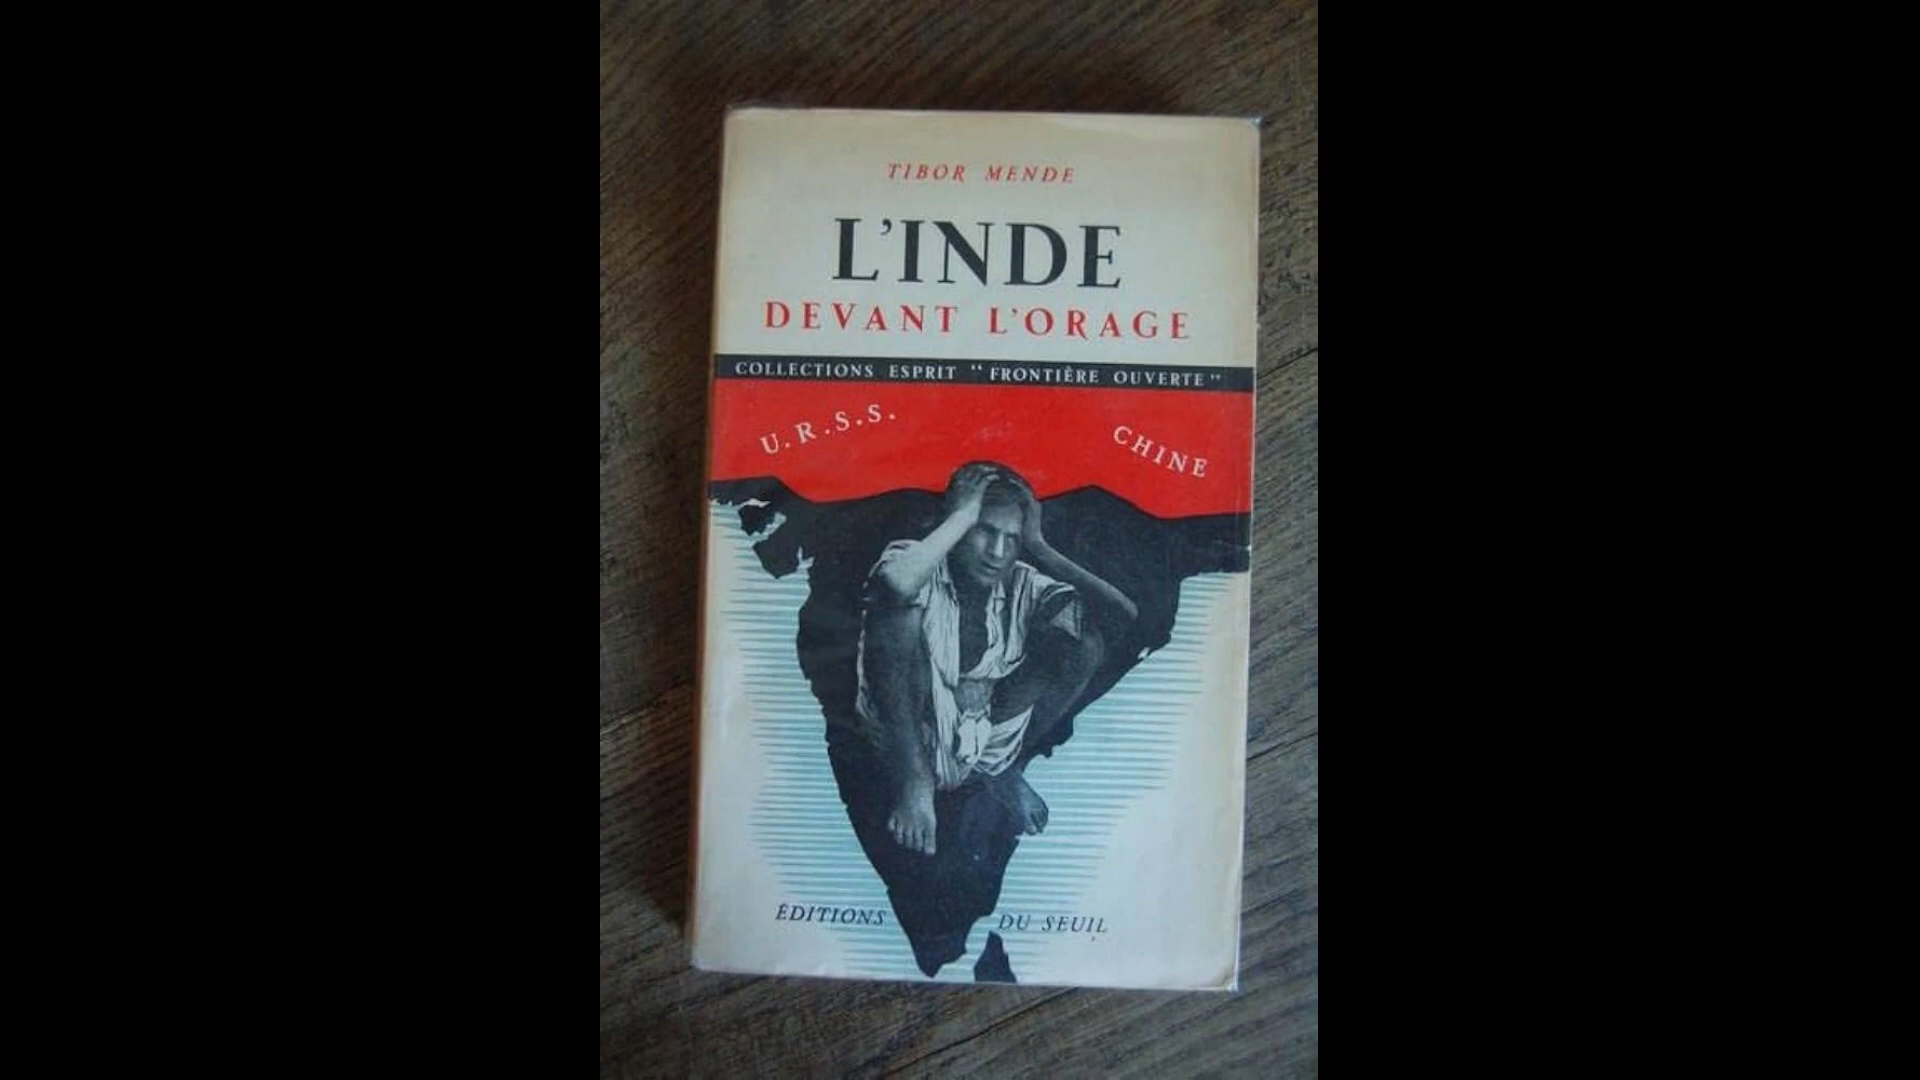 TIBOR MENDE
L'INDE
DEVANT L'ORAGE
COLLECTIONS ESPRIT "FRONTIÈRE OUVERTE"
U.R.S.S.
CHINE
ÉDITIONS DU SEUIL